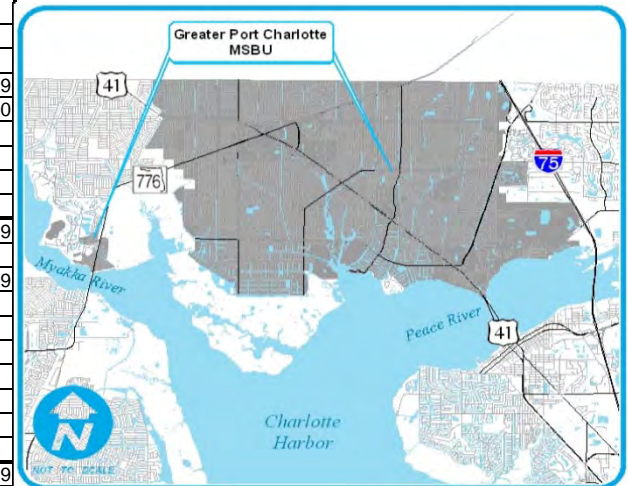 Greater Port Charlotte
MSBU
41
9
0
75
776
9
Myakka River
9
Peace River
41
Charlotte
Harbor
N
NOT TO SCALE
9